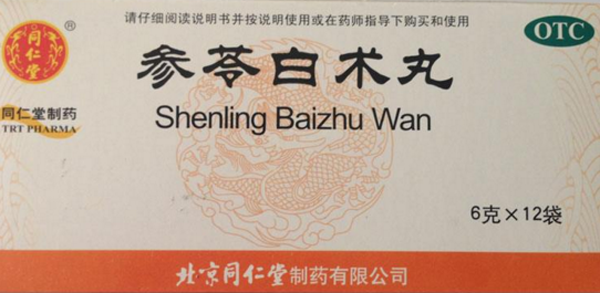 请仔细阅读说明书并按说明使用或在药师指导下购买和使用
OTC
同仁堂
®
同仁堂制药
TRT PHARMA
参苓白术丸
Shenling Baizhu Wan
6克×12袋
北京同仁堂制药有限公司